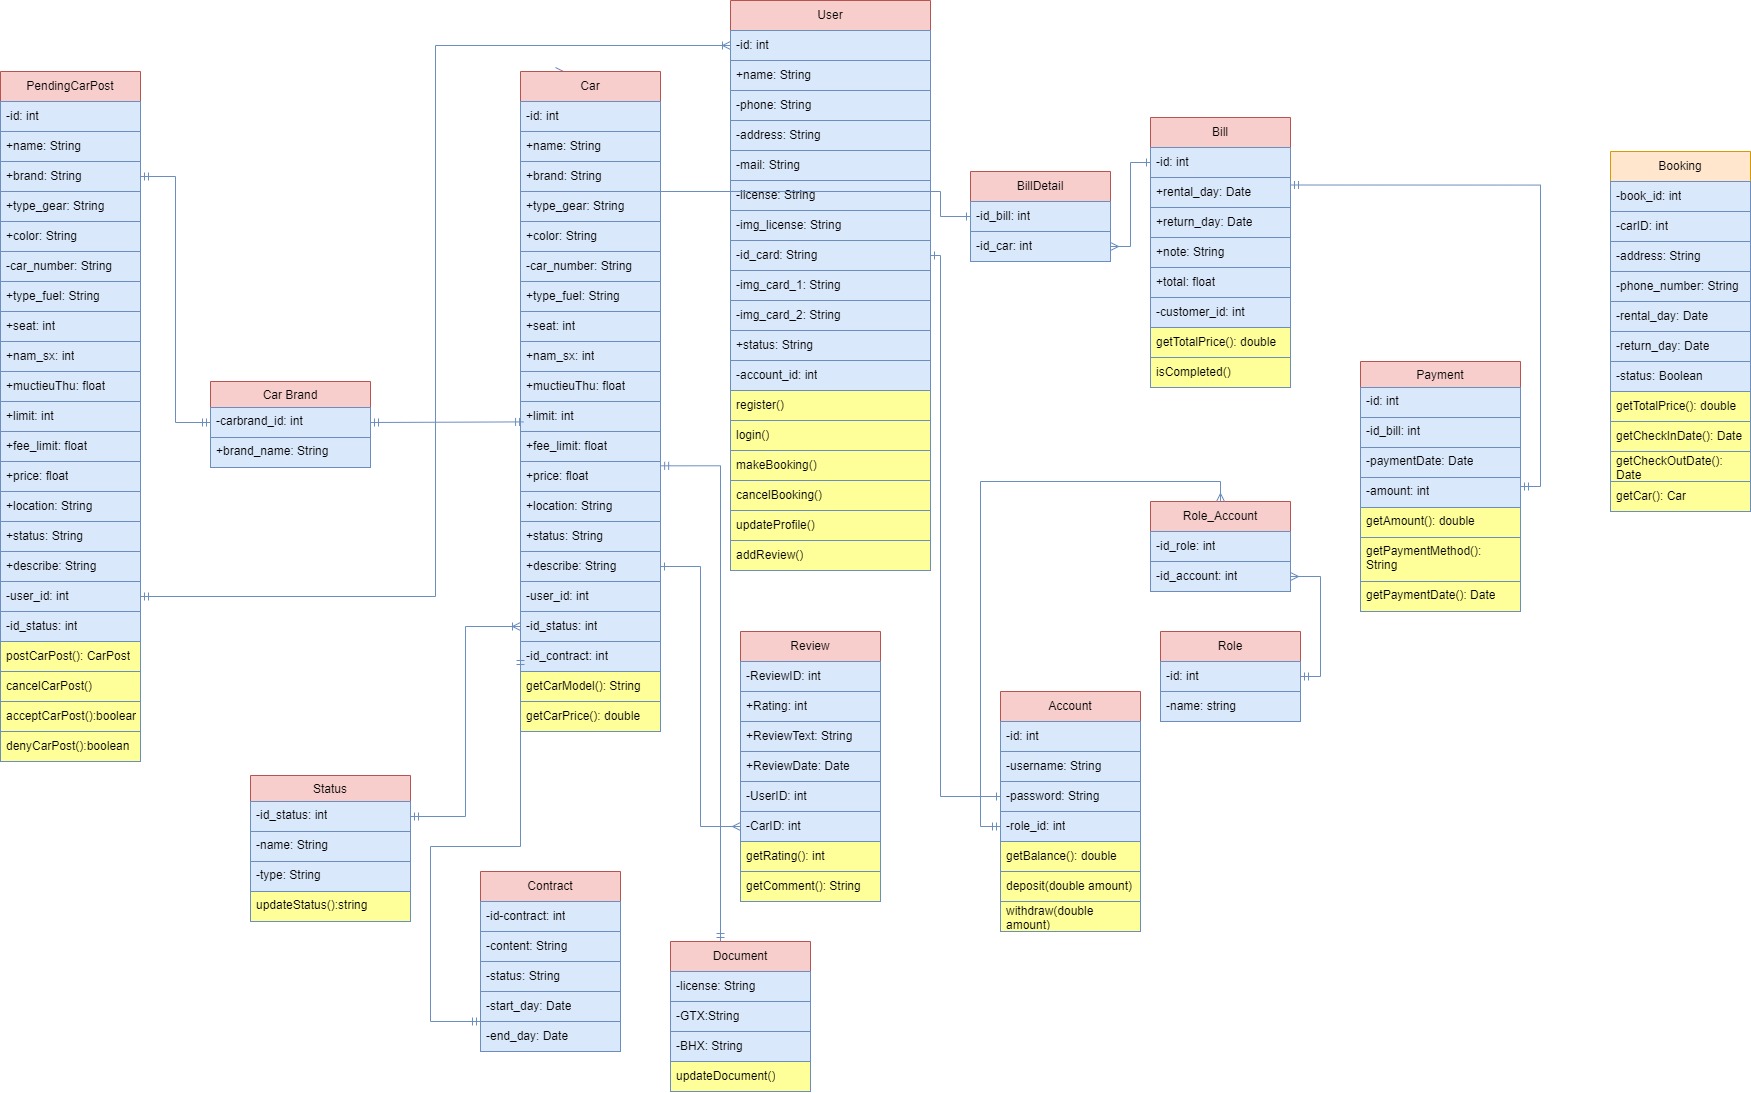 PendingCarPost
-id: int
+name: String
+brand: String
+type_gear: String
+color: String
-car_number: String
+type_fuel: String
+seat: int
+nam_sx: int
+muctieuThu: float
+limit: int
+fee_limit: float
+price: float
+location: String
+status: String
+describe: String
-user_id: int
-id_status: int
postCarPost(): CarPost
cancelCarPost()
acceptCarPost():boolear
denyCarPost():boolean
Car Brand
-carbrand_id: int
+brand_name: String
Status
-id_status: int
-name: String
-type: String
updateStatus():string
Car
-id: int
+name: String
+brand: String
+type_gear: String
+color: String
-car_number: String
+type_fuel: String
+seat: int
+nam_sx: int
+muctieuThu: float
+limit: int
+fee_limit: float
+price: float
+location: String
+status: String
+describe: String
-user_id: int
-id_status: int
-id_contract: int
getCarModel(): String
getCarPrice(): double
Contract
-id-contract: int
-content: String
-status: String
-start_day: Date
-end_day: Date
User
-id: int
+name: String
-phone: String
-address: String
-mail: String
-license: String
-img_license: String
-id_card: String
-img_card_1: String
-img_card_2: String
+status: String
-account_id: int
register()
login()
makeBooking()
cancelBooking()
updateProfile()
addReview()
Review
-ReviewID: int
+Rating: int
+ReviewText: String
+ReviewDate: Date
-UserID: int
-CarID: int
getRating(): int
getComment(): String
Document
-license: String
-GTX:String
-BHX: String
updateDocument()
BillDetail
-id_bill: int
-id_car: int
Bill
-id: int
+rental_day: Date
+return_day: Date
+note: String
+total: float
-customer_id: int
getTotalPrice(): double
isCompleted()
Role_Account
-id_role: int
-id_account: int
Role
-id: int
-name: string
Account
-id: int
-username: String
-password: String
-role_id: int
getBalance(): double
deposit(double amount)
withdraw(double
amount)
Payment
-id: int
-id_bill: int
-paymentDate: Date
-amount: int
getAmount(): double
getPaymentMethod():
String
getPaymentDate(): Date
Booking
-book_id: int
-carID: int
-address: String
-phone_number: String
-rental_day: Date
-return_day: Date
-status: Boolean
getTotalPrice(): double
getCheckInDate(): Date
getCheckOutDate():
Date
getCar(): Car